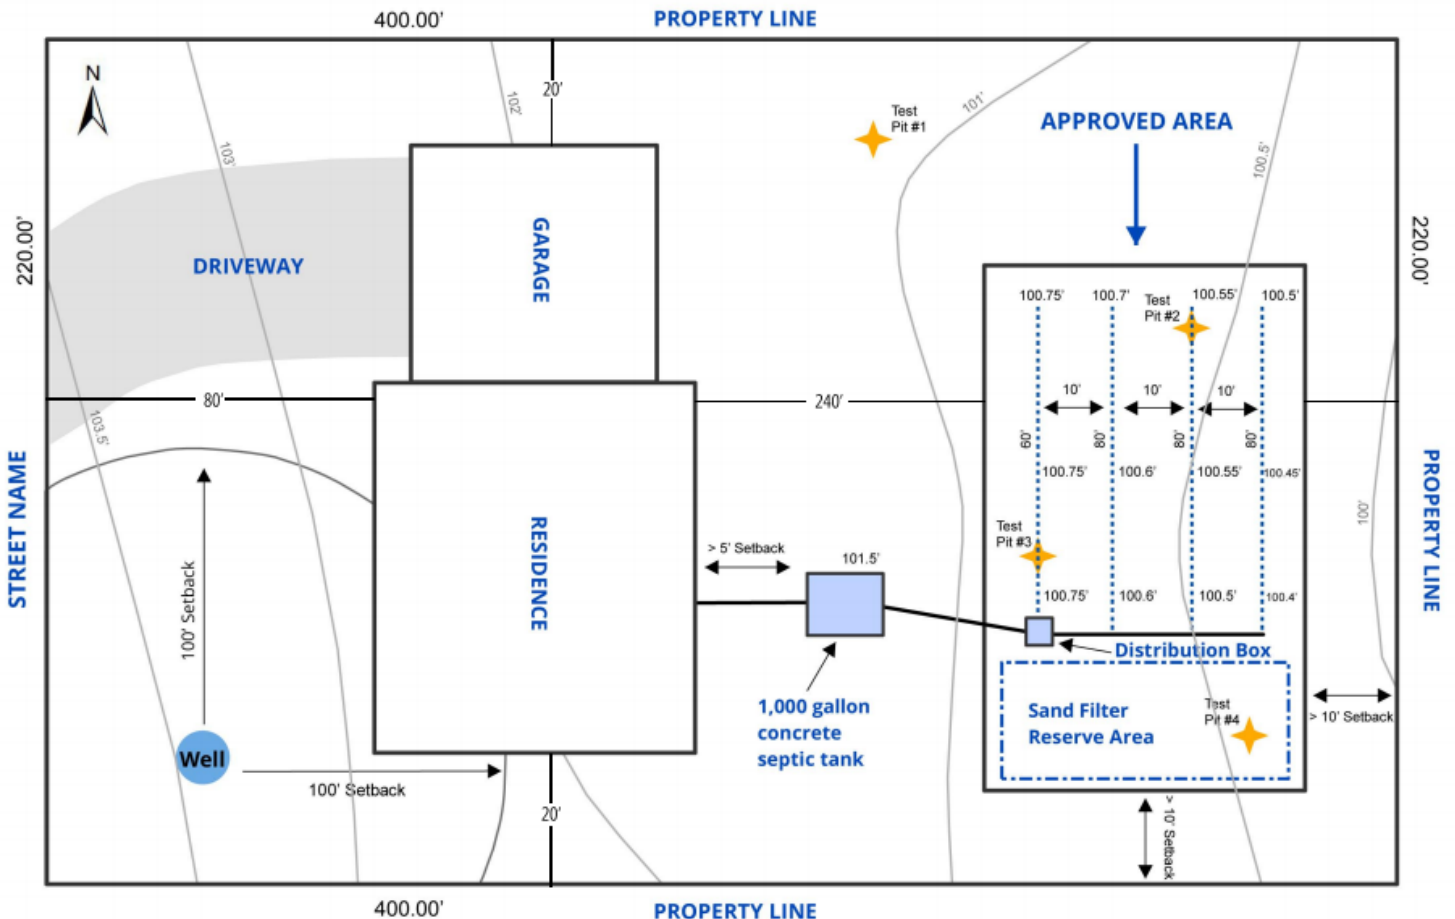 400.00'
PROPERTY LINE
N
20'
102'
103'
Test
Pit #1
101'
APPROVED AREA
100.5'
220.00'
220.00'
DRIVEWAY
GARAGE
100.75'
100.7'
Test
Pit #2
100.55'
100.5'
80'
240'
10'
10'
10'
103.5'
60'
80'
80'
80'
100.75'
100.6'
100.55'
100.45'
STREET NAME
PROPERTY LINE
100'
RESIDENCE
Test
Pit #3
> 5' Setback
101.5'
100' Setback
100.75'
100.6'
100.5'
100.4'
Distribution Box
1,000 gallon
concrete
septic tank
Sand Filter
Reserve Area
Test
Pit #4
> 10' Setback
Well
100' Setback
20'
> 10' Setback
400.00'
PROPERTY LINE